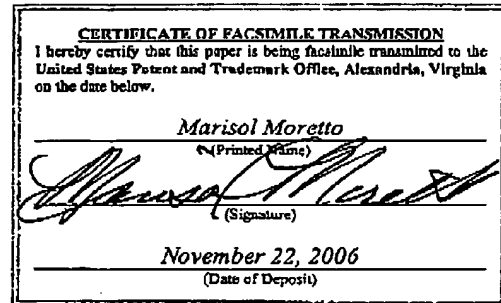 CERTIFICATE OF FACSIMILE TRANSMISSION
I hereby certify that this paper is being facsimile transmitted to the
United States Patent and Trademark Office, Alexandria, Virginia
on the date below.
Marisol Moretto
(Printed Name)
Marisol Moretto
(Signature)
November 22, 2006
(Date of Deposit)